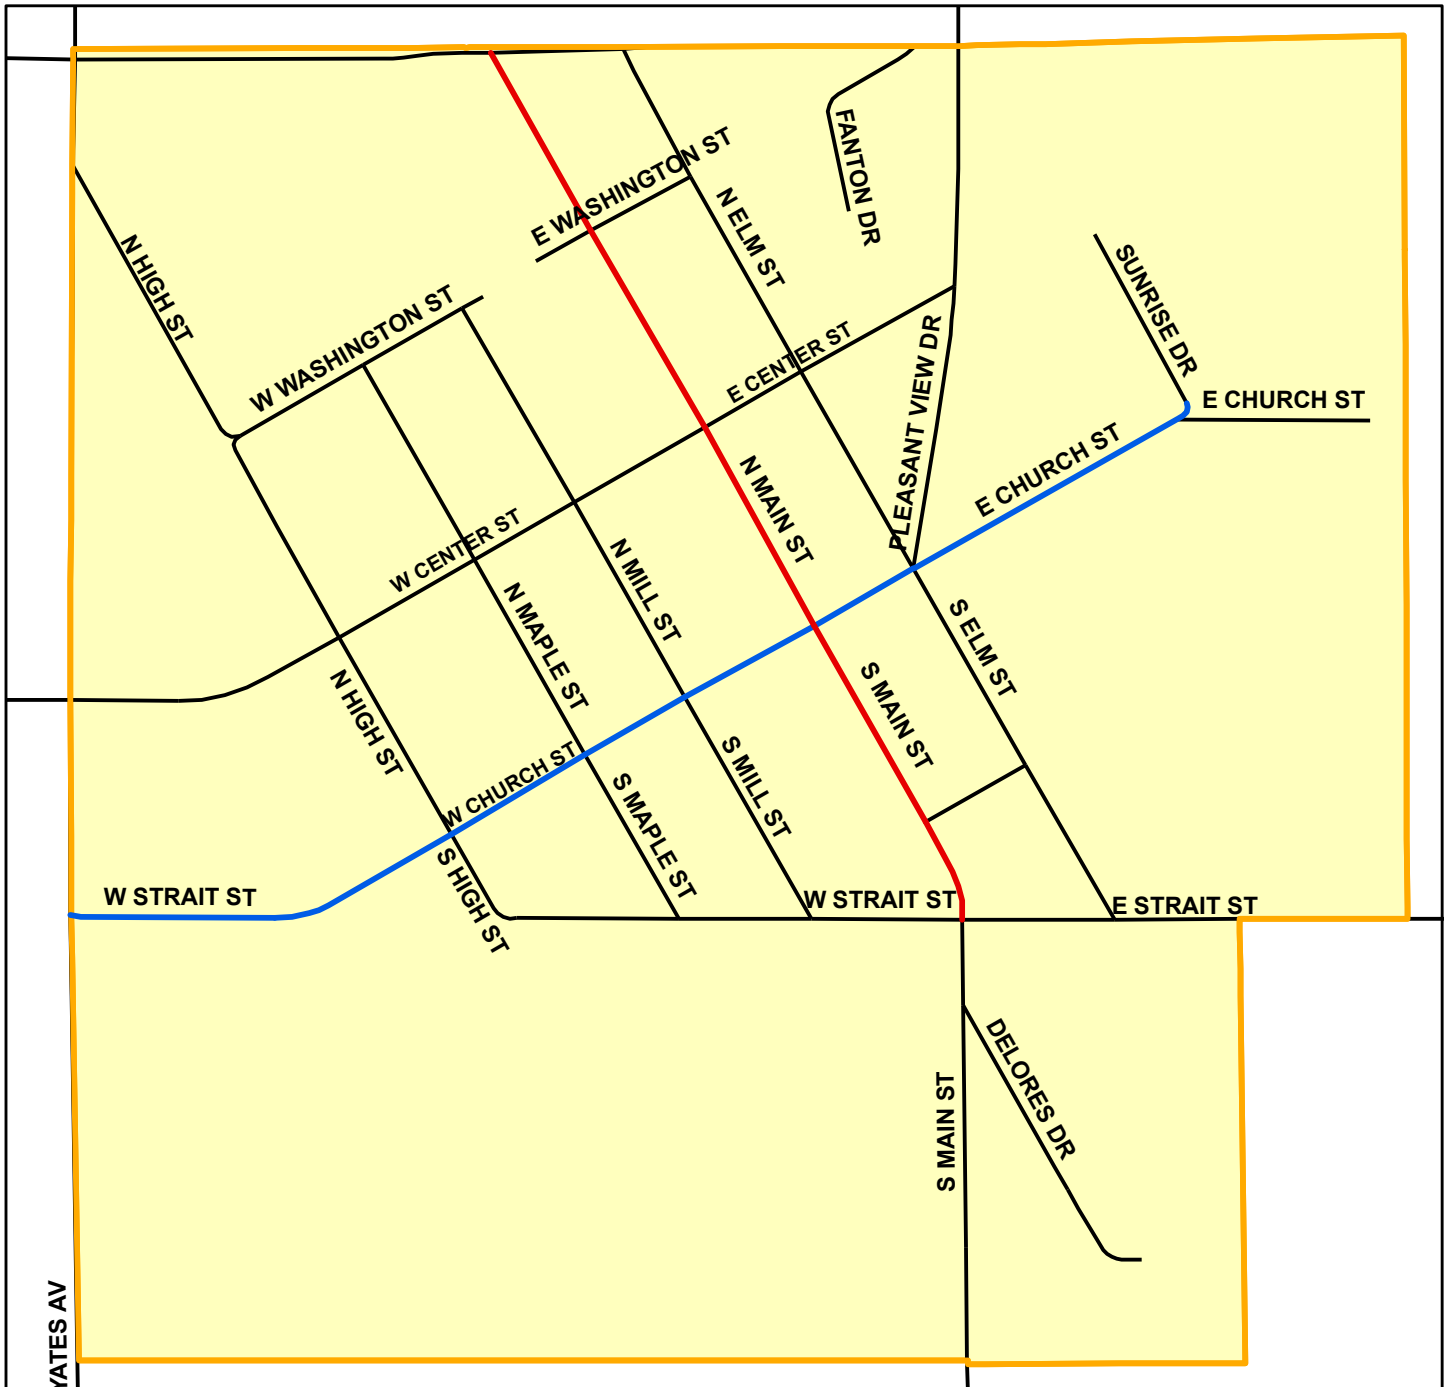 FANTON DR
E WASHINGTON ST
N ELM ST
N HIGH ST
SUNRISE DR
W WASHINGTON ST
E CENTER ST
PLEASANT VIEW DR
E CHURCH ST
E CHURCH ST
N MAIN ST
W CENTER ST
N MILL ST
N MAPLE ST
S ELM ST
N HIGH ST
S MAIN ST
W CHURCH ST
S MILL ST
S MAPLE ST
S HIGH ST
W STRAIT ST
W STRAIT ST
E STRAIT ST
DELORES DR
S MAIN ST
YATES AV